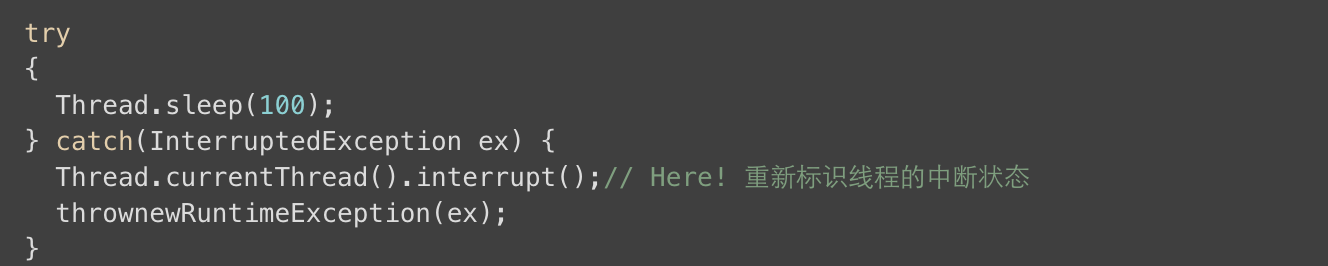 try
{
  Thread.sleep(100);
} catch(InterruptedException ex) {
  Thread.currentThread().interrupt();// Here! 重新标识线程的中断状态
  thrownewRuntimeException(ex);
}